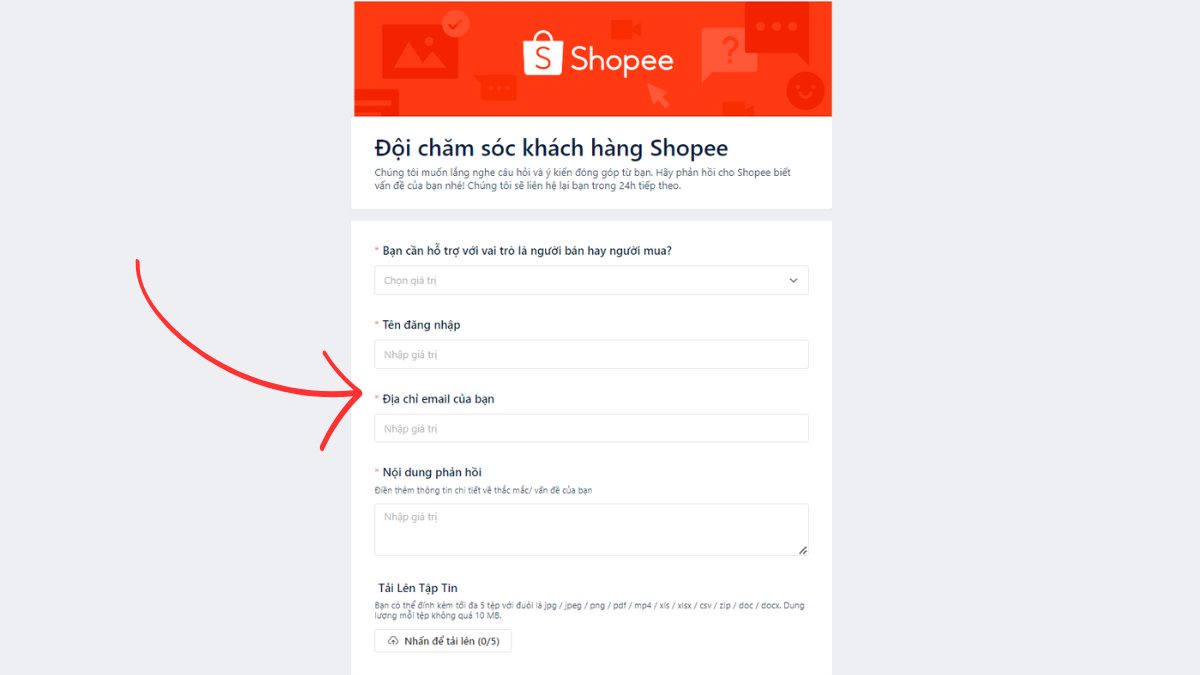 Shopee
Đội chăm sóc khách hàng Shopee
Chúng tôi muốn lắng nghe câu hỏi và ý kiến đóng góp từ bạn. Hãy phản hồi cho Shopee biết
vấn đề của bạn nhé! Chúng tôi sẽ liên hệ lại bạn trong 24h tiếp theo.
* Bạn cần hỗ trợ với vai trò là người bán hay người mua?
Chọn giá trị
* Tên đăng nhập
Nhập giá trị
* Địa chỉ email của bạn
Nhập giá trị
* Nội dung phản hồi
Điền thêm thông tin chi tiết về thắc mắc/ vấn đề của bạn
Nhập giá trị
Tải Lên Tập Tin
Bạn có thể đính kèm tối đa 5 tệp với đuôi là jpg / jpeg / png / pdf / mp4 / xls / xlsx / csv / zip / doc / docx. Dung
lượng mỗi tệp không quá 10 MB.
Nhấn để tải lên (0/5)